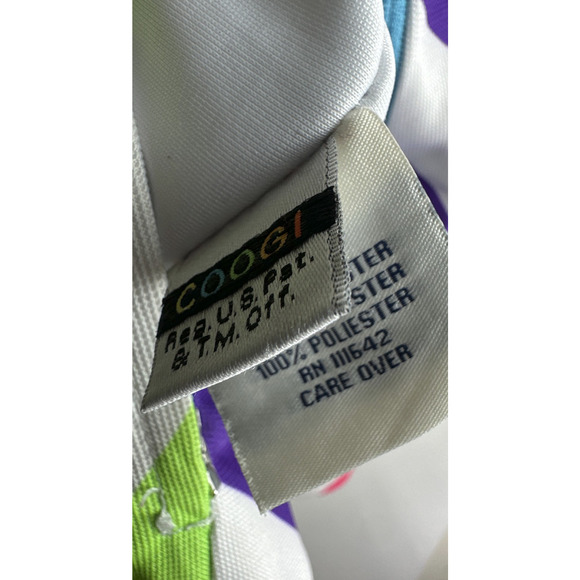 COOGI
Reg. U.S. Pat.
& T.M. Off.
STER
STER
100% POLIESTER
RN 111642
CARE OVER